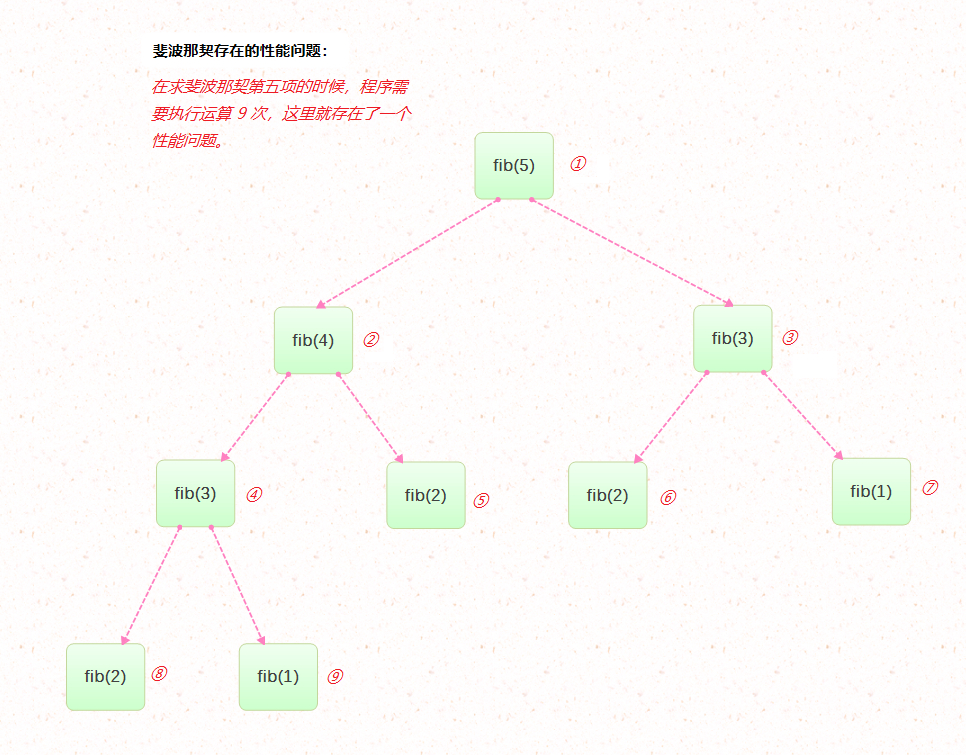 斐波那契存在的性能问题：
在求斐波那契第五项的时候，程序需
要执行运算 9 次，这里就存在了一个
性能问题。
fib(5) ①
fib(4) ② fib(3) ③
fib(3) ④ fib(2) ⑤ fib(2) ⑥ fib(1) ⑦
fib(2) ⑧ fib(1) ⑨